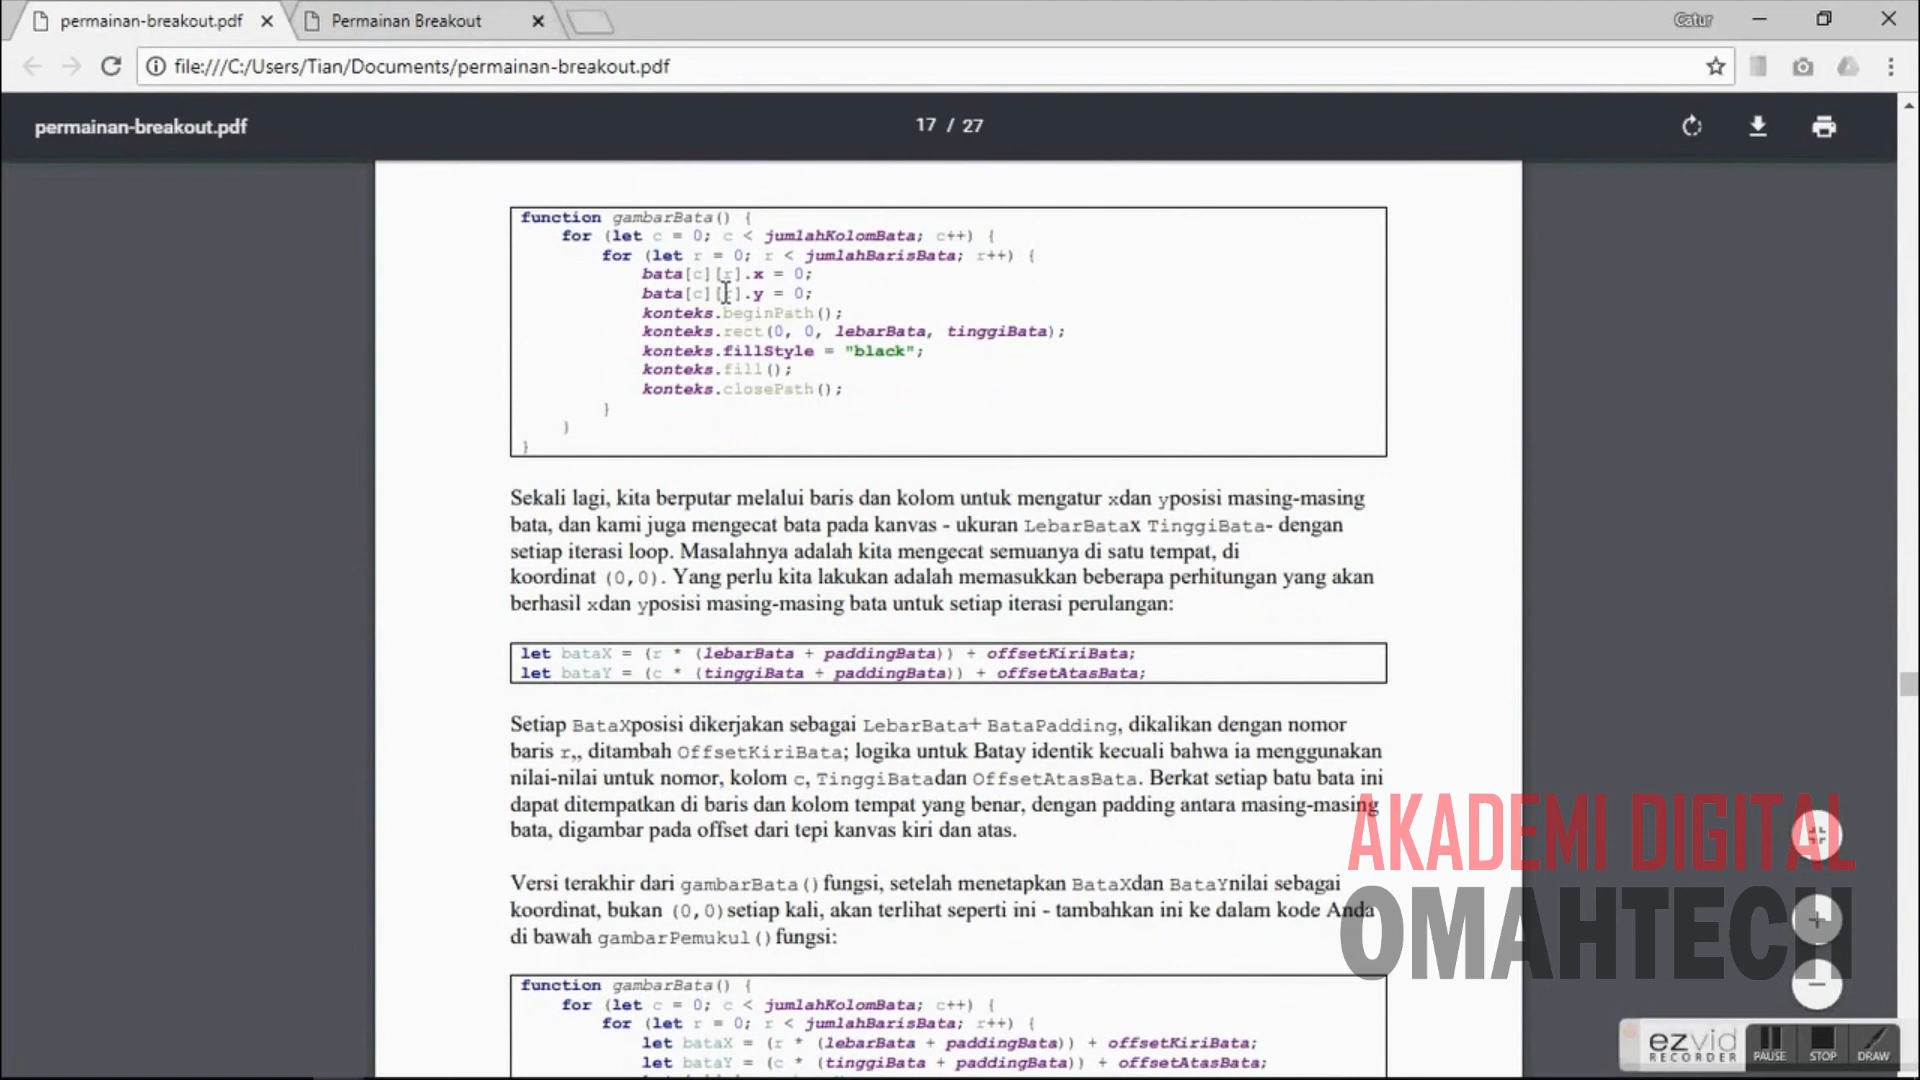 permainan-breakout.pdf
Permainan Breakout
Catur
file:///C:/Users/Tian/Documents/permainan-breakout.pdf
permainan-breakout.pdf
17 / 27
function gambarBata() {
for (let c = 0; c < jumlahKolomBata; c++) {
for (let r = 0; r < jumlahBarisBata; r++) {
bata[c][r].x = 0;
bata[c][r].y = 0;
konteks.beginPath();
konteks.rect(0, 0, lebarBata, tinggiBata);
konteks.fillStyle = "black";
konteks.fill();
konteks.closePath();
}
}
}
Sekali lagi, kita berputar melalui baris dan kolom untuk mengatur xdan yposisi masing-masing
bata, dan kami juga mengecat bata pada kanvas - ukuran LebarBatax TinggiBata- dengan
setiap iterasi loop. Masalahnya adalah kita mengecat semuanya di satu tempat, di
koordinat (0,0). Yang perlu kita lakukan adalah memasukkan beberapa perhitungan yang akan
berhasil xdan yposisi masing-masing bata untuk setiap iterasi perulangan:
let bataX = (r * (lebarBata + paddingBata)) + offsetKiriBata;
let bataY = (c * (tinggiBata + paddingBata)) + offsetAtasBata;
Setiap BataXposisi dikerjakan sebagai LebarBata+ BataPadding, dikalikan dengan nomor
baris r,, ditambah OffsetKiriBata; logika untuk Batay identik kecuali bahwa ia menggunakan
nilai-nilai untuk nomor, kolom c, TinggiBatadan OffsetAtasBata. Berkat setiap batu bata ini
dapat ditempatkan di baris dan kolom tempat yang benar, dengan padding antara masing-masing
bata, digambar pada offset dari tepi kanvas kiri dan atas.
Versi terakhir dari gambarBata()fungsi, setelah menetapkan BataXdan BataYnilai sebagai
koordinat, bukan (0,0)setiap kali, akan terlihat seperti ini - tambahkan ini ke dalam kode Anda
di bawah gambarPemukul()fungsi:
function gambarBata() {
for (let c = 0; c < jumlahKolomBata; c++) {
for (let r = 0; r < jumlahBarisBata; r++) {
let bataX = (r * (lebarBata + paddingBata)) + offsetKiriBata;
let bataY = (c * (tinggiBata + paddingBata)) + offsetAtasBata;
AKADEMI DIGITAL
OMAHTECH
ezvid
RECORDER
PAUSE
STOP
DRAW